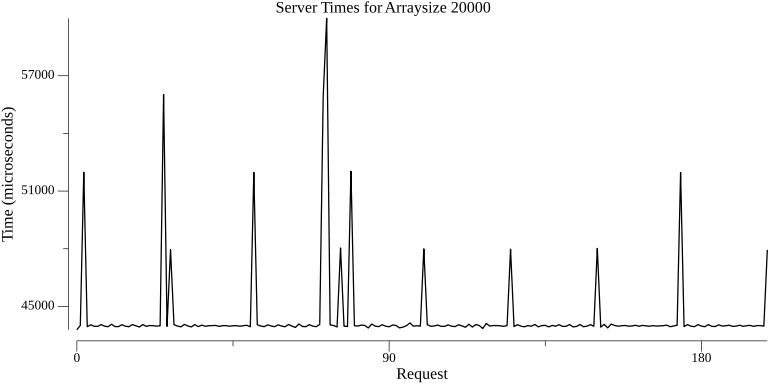 Server Times for Arraysize 20000
57000
51000
45000
Time (microseconds)
0
90
180
Request